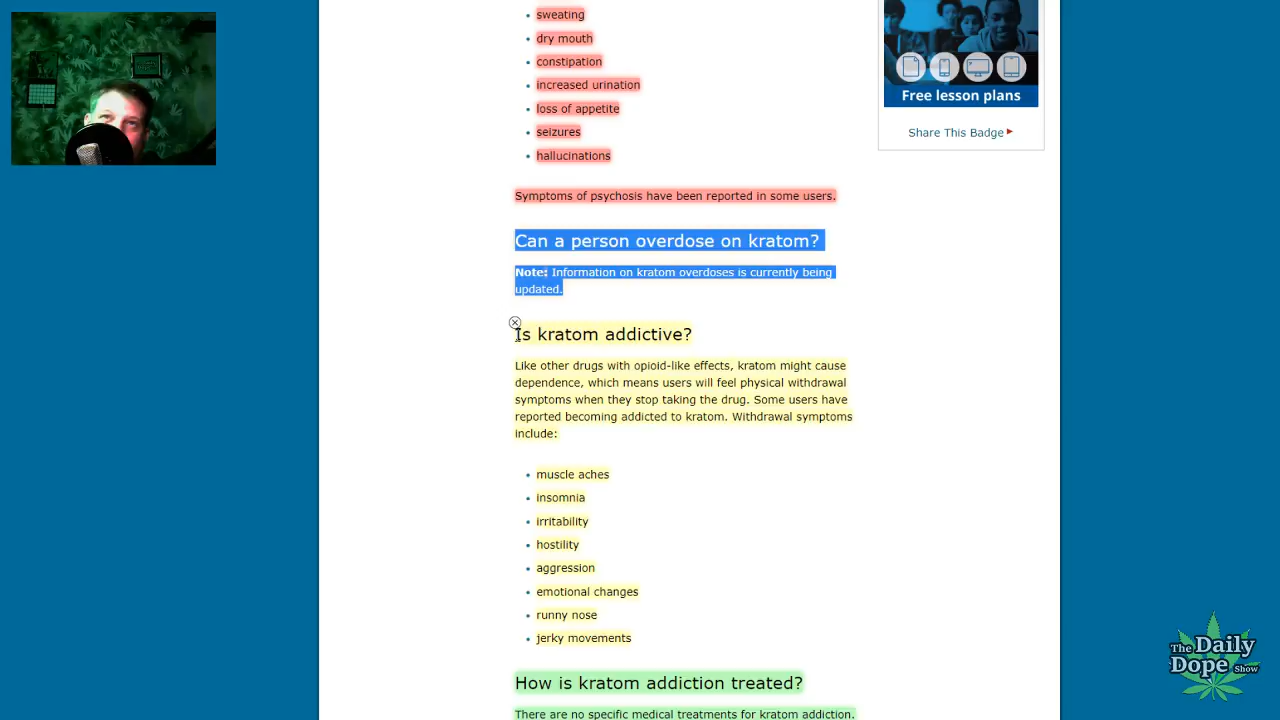 sweating
dry mouth
constipation
increased urination
loss of appetite
seizures
hallucinations
Symptoms of psychosis have been reported in some users.
Can a person overdose on kratom?
Note: Information on kratom overdoses is currently being
updated.
Is kratom addictive?
Like other drugs with opioid-like effects, kratom might cause
dependence, which means users will feel physical withdrawal
symptoms when they stop taking the drug. Some users have
reported becoming addicted to kratom. Withdrawal symptoms
include:
muscle aches
insomnia
irritability
hostility
aggression
emotional changes
runny nose
jerky movements
How is kratom addiction treated?
There are no specific medical treatments for kratom addiction.
Free lesson plans
Share This Badge
The Daily
Dope Show